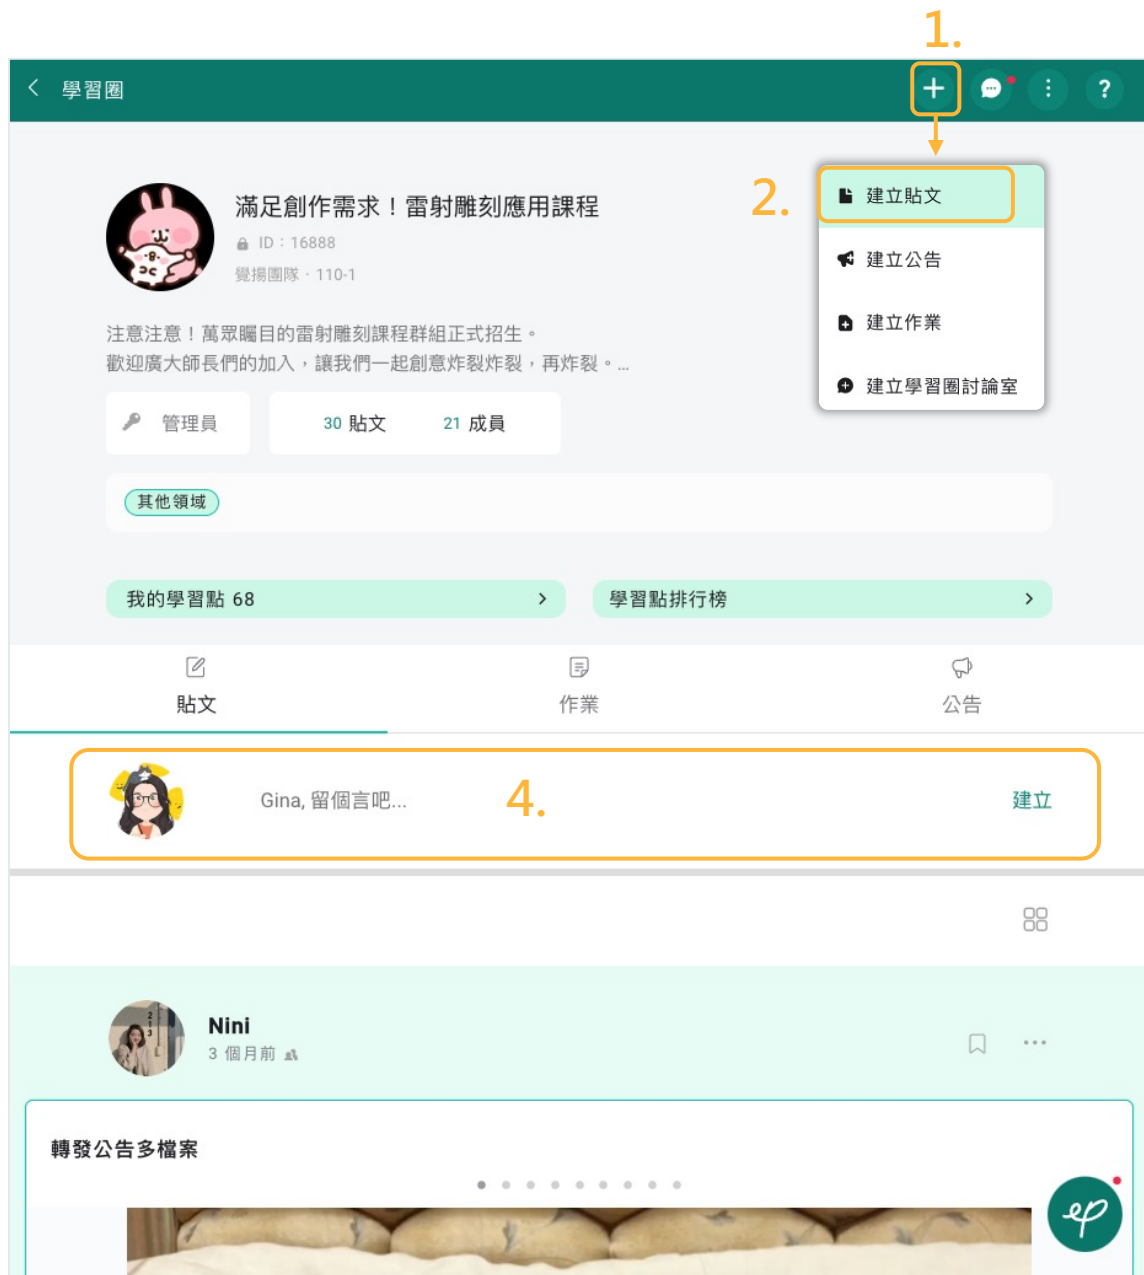 1.
學習圈
?
2.
建立貼文
建立公告
建立作業
建立學習圈討論室
滿足創作需求！雷射雕刻應用課程
ID：16888
覺揚團隊 · 110-1
注意注意！萬眾矚目的雷射雕刻課程群組正式招生。
歡迎廣大師長們的加入，讓我們一起創意炸裂炸裂，再炸裂。...
管理員
30 貼文
21 成員
其他領域
我的學習點 68
學習點排行榜
貼文
作業
公告
Gina, 留個言吧...
4.
建立
Nini
3 個月前
轉發公告多檔案
ep